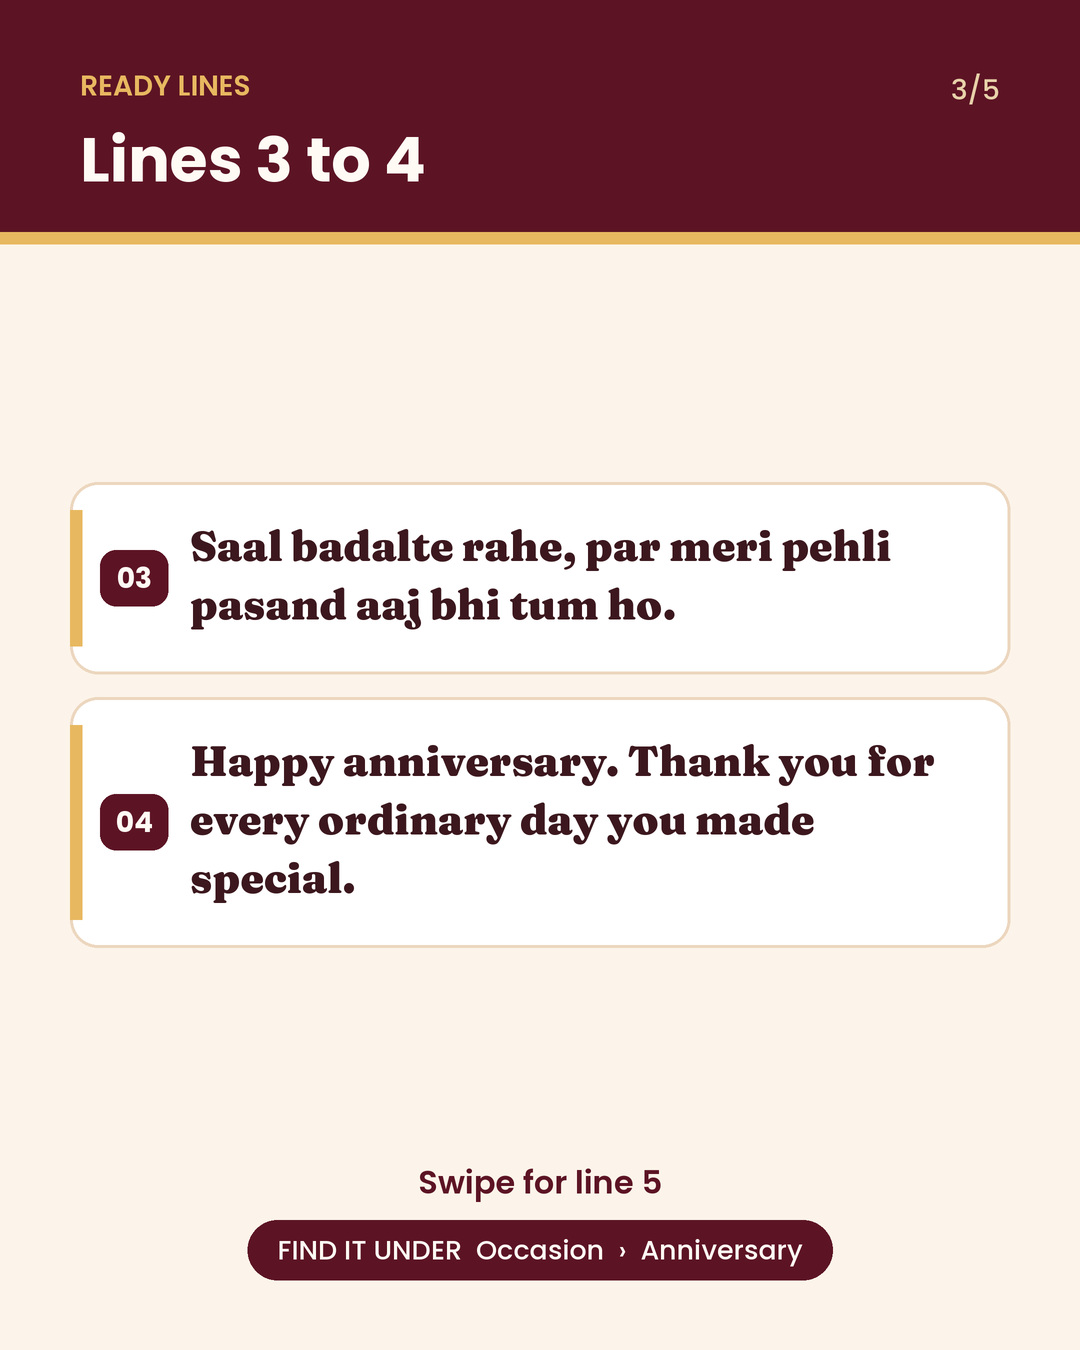 READY LINES
3/5
Lines 3 to 4
03
Saal badalte rahe, par meri pehli
pasand aaj bhi tum ho.
04
Happy anniversary. Thank you for
every ordinary day you made
special.
Swipe for line 5
FIND IT UNDER Occasion › Anniversary